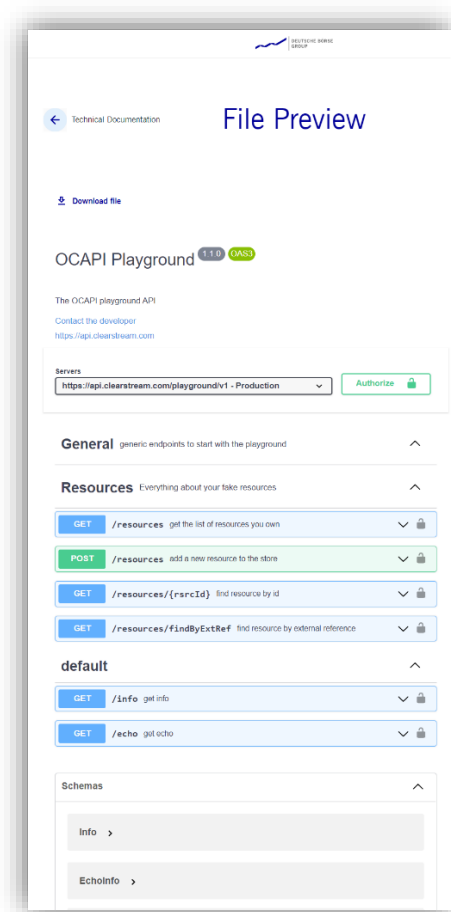 DEUTSCHE BÖRSE
GROUP
Technical Documentation
File Preview
Download file
OCAPI Playground 1.1.0 OAS3
The OCAPI playground API
Contact the developer
https://api.clearstream.com
Servers
https://api.clearstream.com/playground/v1 - Production
Authorize
General generic endpoints to start with the playground
Resources Everything about your fake resources
GET /resources get the list of resources you own
POST /resources add a new resource to the store
GET /resources/{rsrcId} find resource by id
GET /resources/findByExtRef find resource by external reference
default
GET /info get info
GET /echo get echo
Schemas
Info
EchoInfo